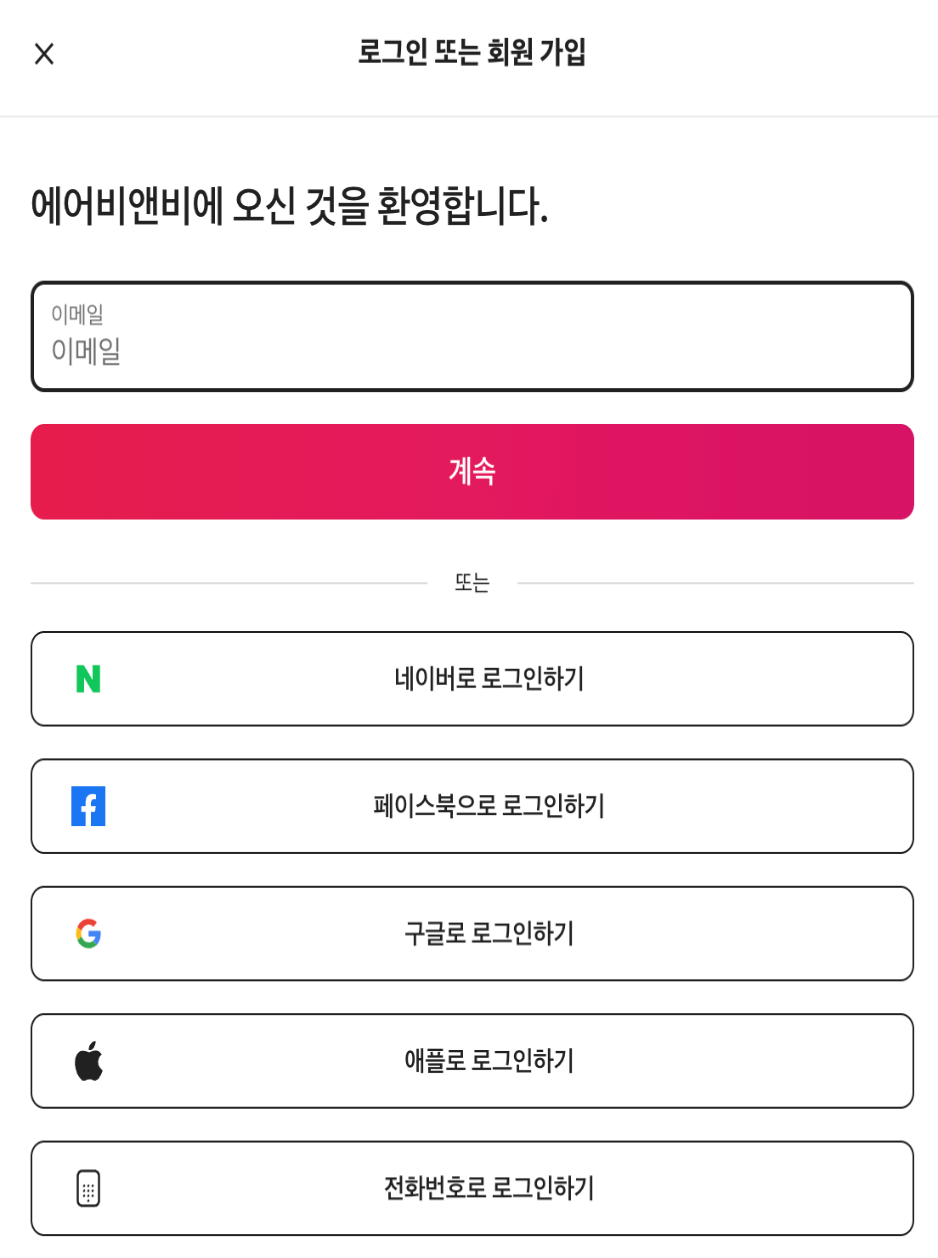 로그인 또는 회원 가입
에어비앤비에 오신 것을 환영합니다.
이메일
이메일
계속
또는
네이버로 로그인하기
페이스북으로 로그인하기
구글로 로그인하기
애플로 로그인하기
전화번호로 로그인하기